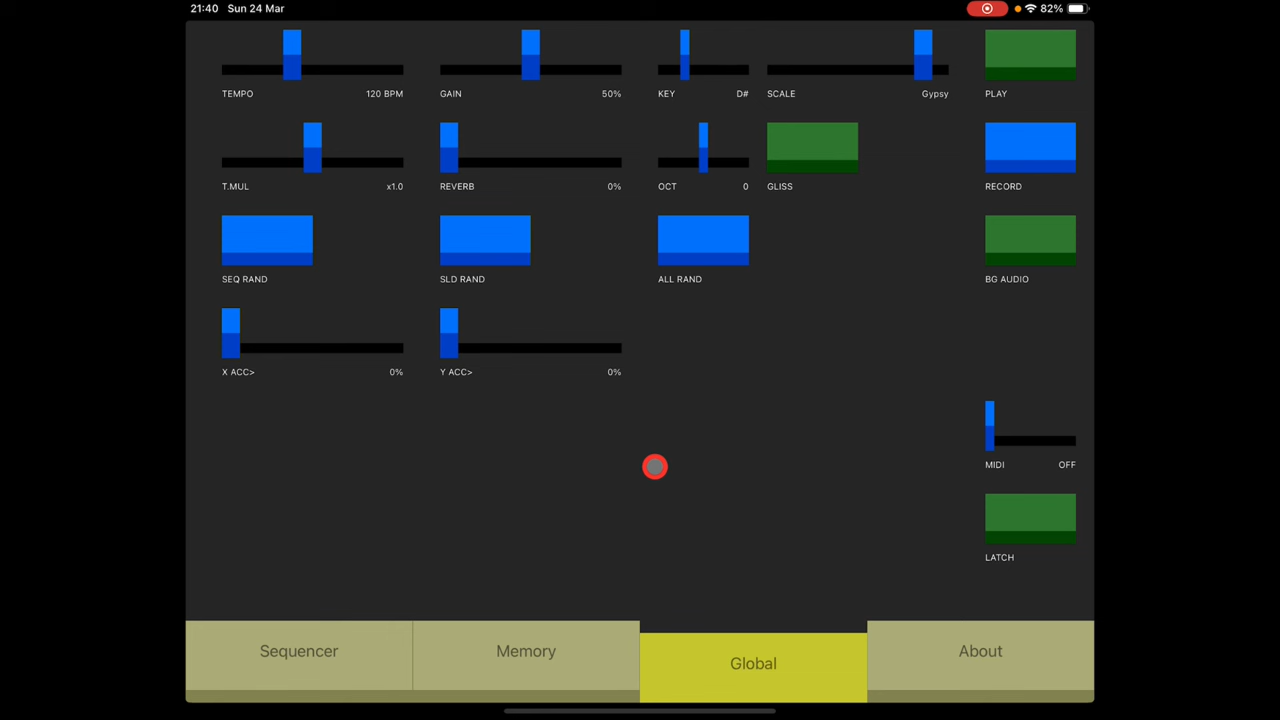 21:40 Sun 24 Mar 82%
TEMPO 120 BPM GAIN 50% KEY D# SCALE Gypsy PLAY
T.MUL x1.0 REVERB 0% OCT 0 GLISS RECORD
SEQ RAND SLD RAND ALL RAND BG AUDIO
X ACC> 0% Y ACC> 0%
MIDI OFF
LATCH
Sequencer Memory Global About